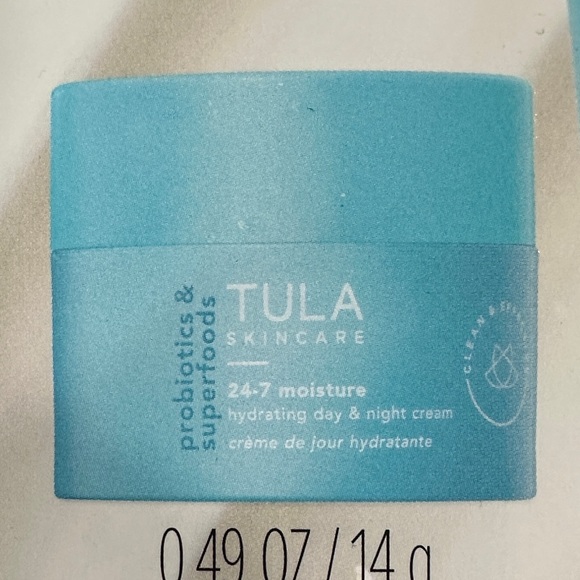 probiotics &
superfoods
TULA
SKINCARE
24-7 moisture
hydrating day & night cream
crème de jour hydratante
CLEAN &
0.49 OZ / 14 g